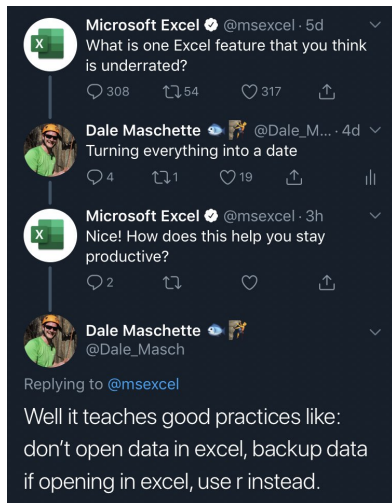 Microsoft Excel @msexcel · 5d
What is one Excel feature that you think
is underrated?
308 54 317
Dale Maschette @Dale_M... · 4d
Turning everything into a date
4 1 19
Microsoft Excel @msexcel · 3h
Nice! How does this help you stay
productive?
2
Dale Maschette
@Dale_Masch
Replying to @msexcel
Well it teaches good practices like:
don't open data in excel, backup data
if opening in excel, use r instead.